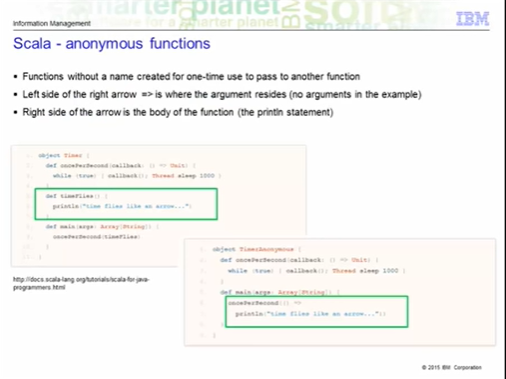 smarter planet
Information Management
IBM
Scala - anonymous functions
• Functions without a name created for one-time use to pass to another function
• Left side of the right arrow => is where the argument resides (no arguments in the example)
• Right side of the arrow is the body of the function (the println statement)
object Timer {
def oncePerSecond(callback: () => Unit) {
while (true) { callback(); Thread sleep 1000 }
}
def timeFlies() {
println("time flies like an arrow...")
}
def main(args: Array[String]) {
oncePerSecond(timeFlies)
}
}
http://docs.scala-lang.org/tutorials/scala-for-java-
programmers.html
object TimerAnonymous {
def oncePerSecond(callback: () => Unit) {
while (true) { callback(); Thread sleep 1000 }
}
def main(args: Array[String]) {
oncePerSecond(() =>
println("time flies like an arrow..."))
}
}
© 2015 IBM Corporation